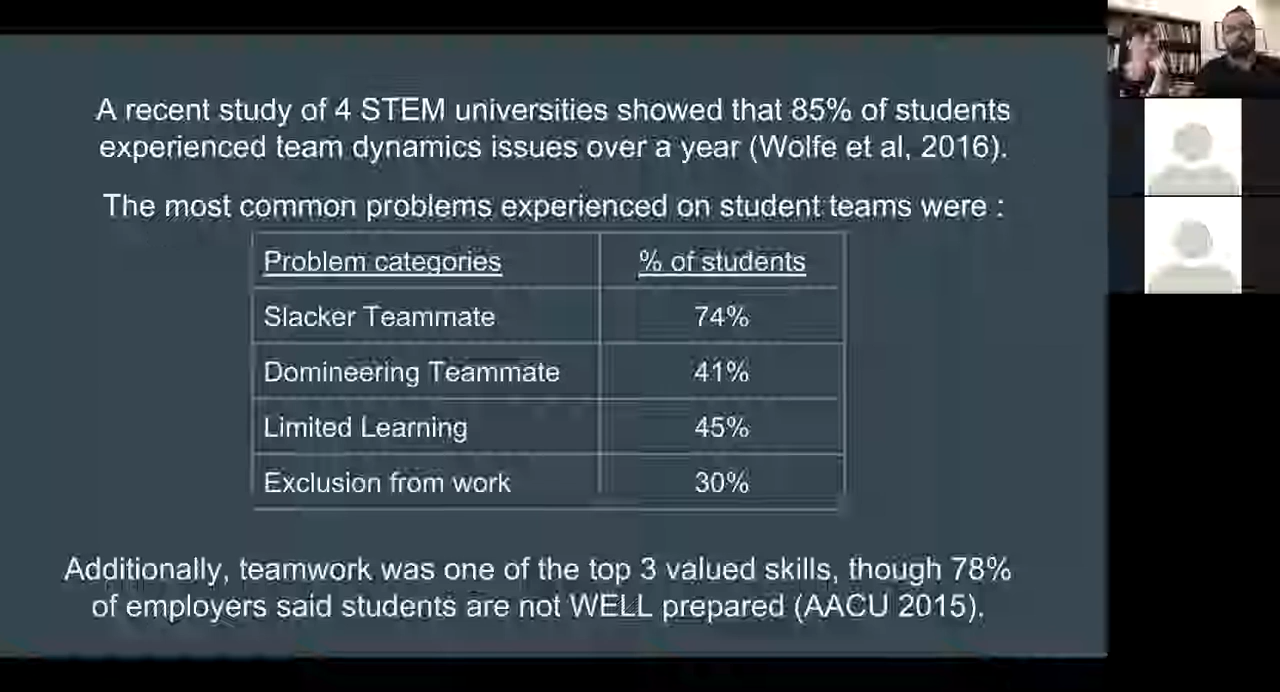 A recent study of 4 STEM universities showed that 85% of students
experienced team dynamics issues over a year (Wolfe et al, 2016).
The most common problems experienced on student teams were :
Problem categories % of students
Slacker Teammate 74%
Domineering Teammate 41%
Limited Learning 45%
Exclusion from work 30%
Additionally, teamwork was one of the top 3 valued skills, though 78%
of employers said students are not WELL prepared (AACU 2015).